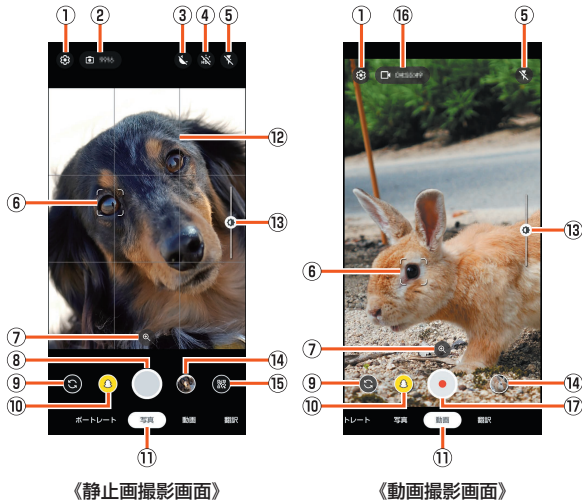 ① ② ③ ④ ⑤
① ⑯ ⑤
9996
HDR
⑫
⑥
⑬
⑬
⑥
⑦
⑦
⑧
⑭
⑭
⑨
⑨
⑩
⑮
⑩
⑰
ポートレート 写真 動画 翻訳
トレート 写真 動画 翻訳
⑪
⑪
《静止画撮影画面》
《動画撮影画面》